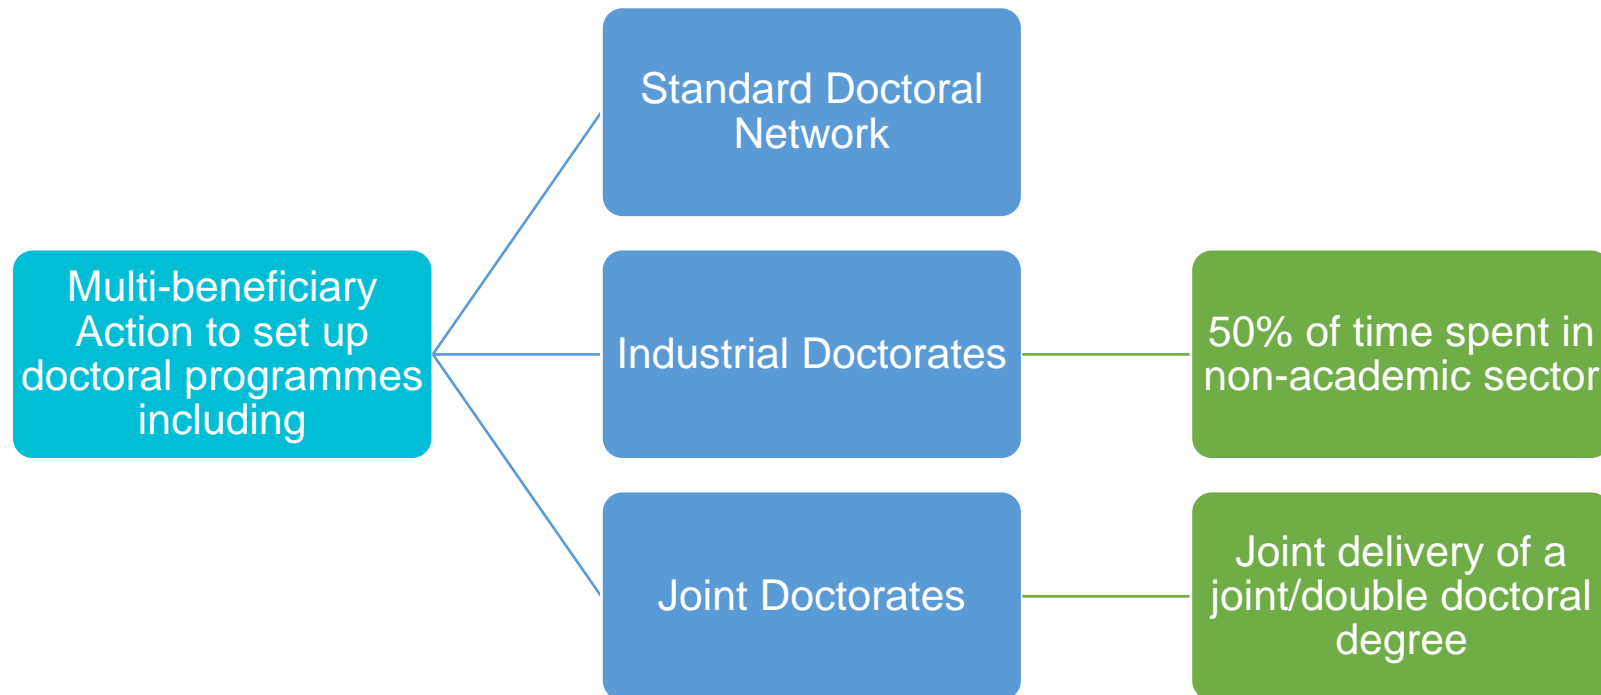 Standard Doctoral
Network
Multi-beneficiary
Action to set up
doctoral programmes
including
Industrial Doctorates
50% of time spent in
non-academic sector
Joint Doctorates
Joint delivery of a
joint/double doctoral
degree